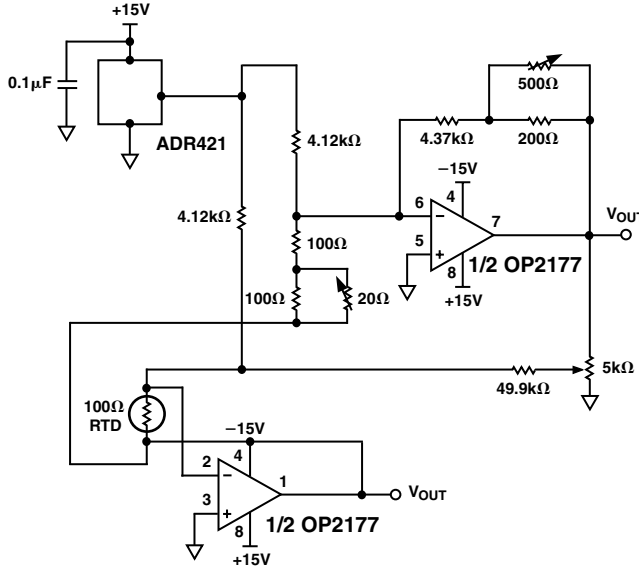 +15V
0.1µF
ADR421
500Ω
4.37kΩ
200Ω
4.12kΩ
−15V
4.12kΩ
6
4
7
VOUT
5
8
1/2 OP2177
+15V
100Ω
100Ω
20Ω
5kΩ
49.9kΩ
100Ω
RTD
−15V
2
4
1
VOUT
3
8
1/2 OP2177
+15V